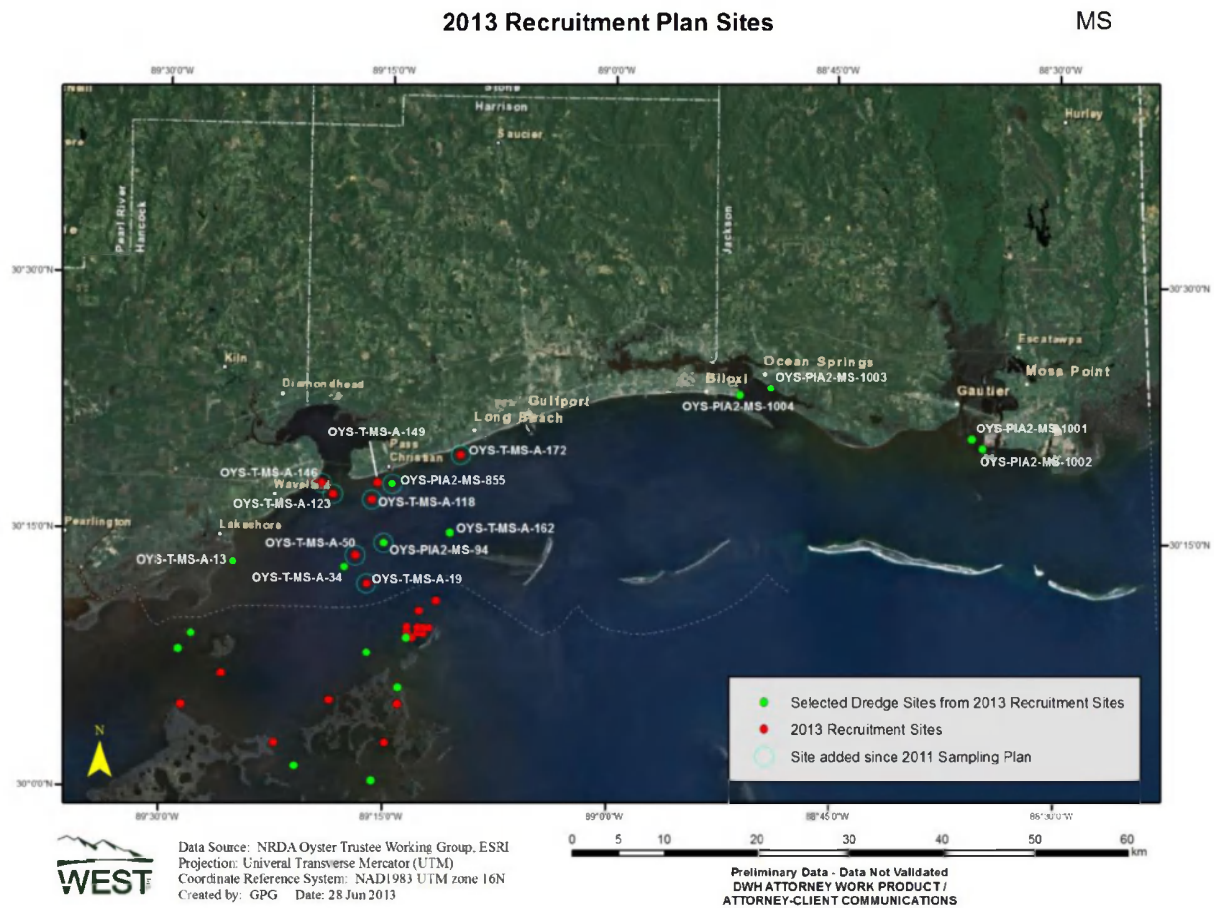 2013 Recruitment Plan Sites
MS
89°30'0"W
89°15'0"W
89°0'0"W
88°45'0"W
88°30'0"W
Stone
Harrison
Hurley
Saucier
Pearl River
Hancock
Jackson
30°30'0"N
30°30'0"N
Escatawpa
Kiln
Ocean Springs
Moss Point
Diamondhead
Biloxi
OYS-PIA2-MS-1003
Gautier
Gulfport
OYS-PIA2-MS-1004
Long Beach
OYS-T-MS-A-149
OYS-PIA2-MS-1001
Pass
Christian
OYS-T-MS-A-172
OYS-PIA2-MS-1002
OYS-T-MS-A-146
OYS-PIA2-MS-855
OYS-T-MS-A-123
OYS-T-MS-A-118
Pearlington
Lakeshore
30°15'0"N
OYS-T-MS-A-162
OYS-T-MS-A-50
OYS-PIA2-MS-94
30°15'0"N
OYS-T-MS-A-13
OYS-T-MS-A-34
OYS-T-MS-A-19
Selected Dredge Sites from 2013 Recruitment Sites
2013 Recruitment Sites
Site added since 2011 Sampling Plan
N
30°0'0"N
89°30'0"W
89°15'0"W
89°0'0"W
88°45'0"W
WEST
Data Source: NRDA Oyster Trustee Working Group, ESRI
Projection: Univeral Transverse Mercator (UTM)
Coordinate Reference System: NAD1983 UTM zone 16N
Created by: GPG Date: 28 Jun 2013
0 5 10 20 30 40 50 60
km
Preliminary Data - Data Not Validated
DWH ATTORNEY WORK PRODUCT /
ATTORNEY-CLIENT COMMUNICATIONS